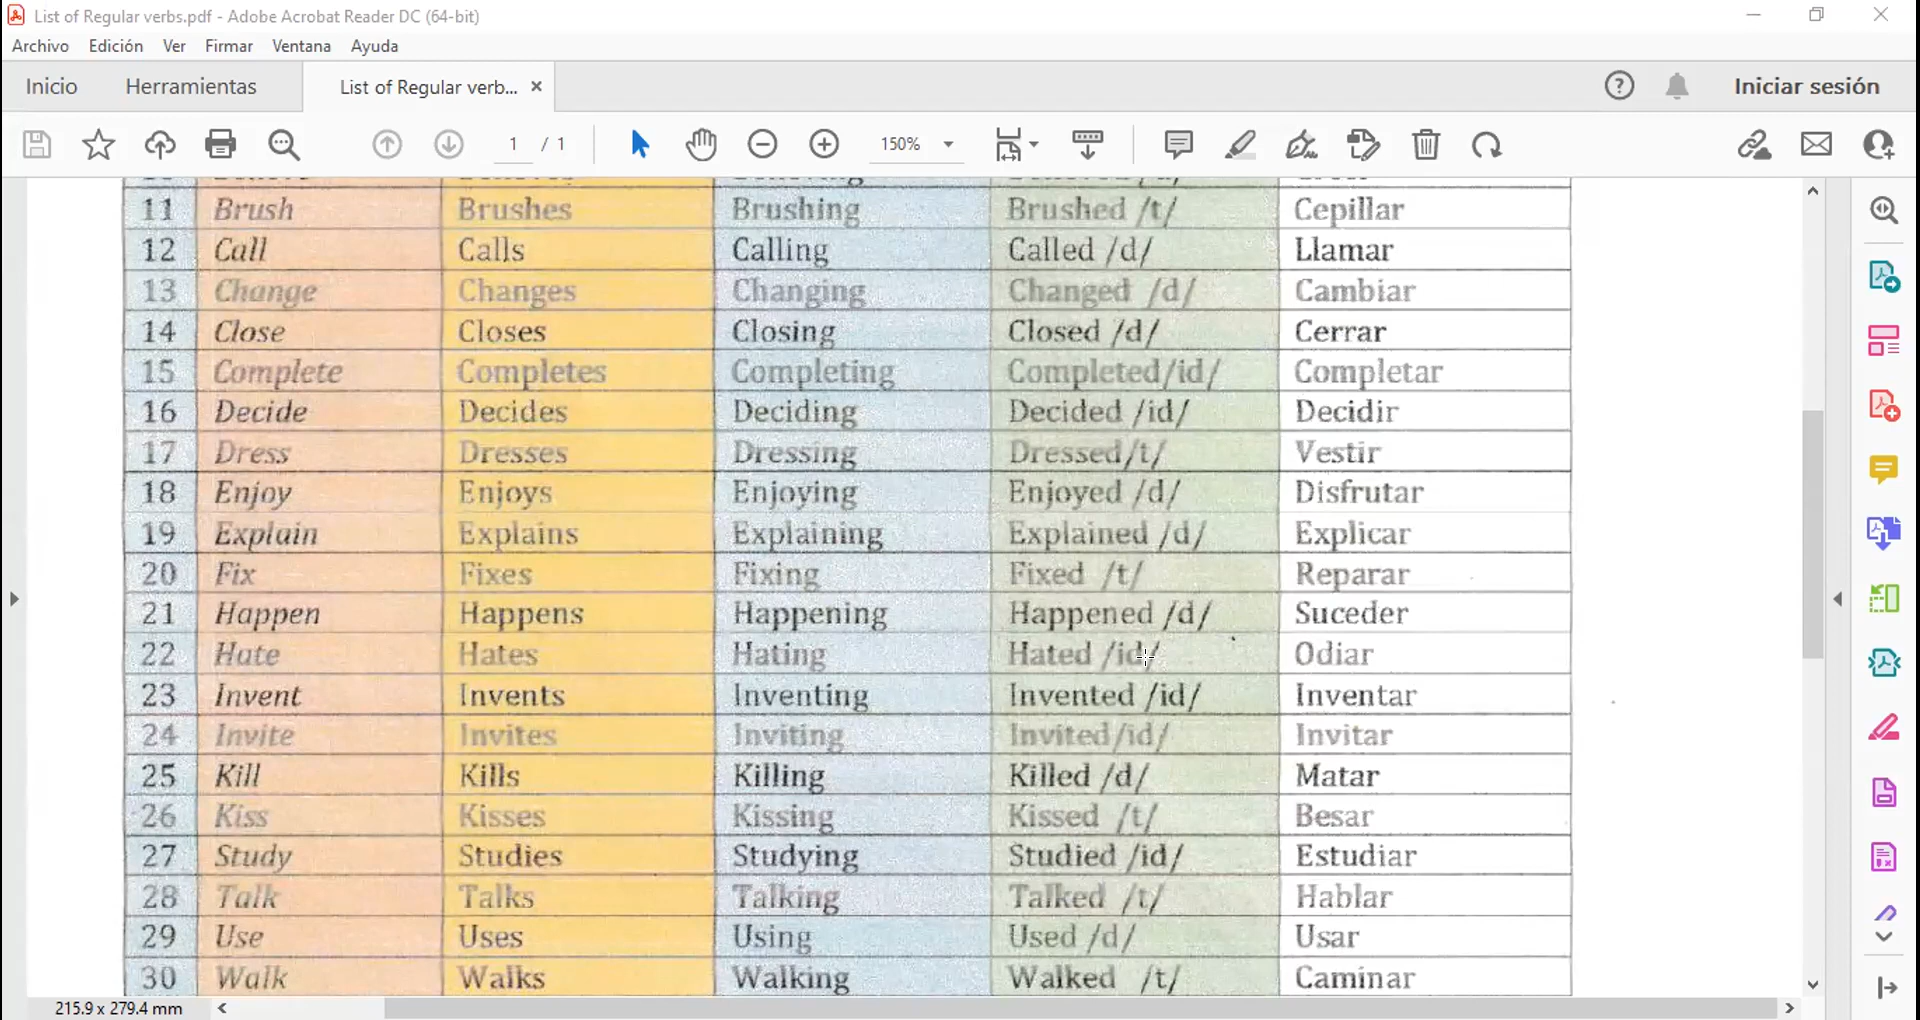 List of Regular verbs.pdf - Adobe Acrobat Reader DC (64-bit)
Archivo Edición Ver Firmar Ventana Ayuda
Inicio Herramientas List of Regular verb... × Iniciar sesión
1 / 1 150%
11 Brush Brushes Brushing Brushed /t/ Cepillar
12 Call Calls Calling Called /d/ Llamar
13 Change Changes Changing Changed /d/ Cambiar
14 Close Closes Closing Closed /d/ Cerrar
15 Complete Completes Completing Completed/id/ Completar
16 Decide Decides Deciding Decided /id/ Decidir
17 Dress Dresses Dressing Dressed/t/ Vestir
18 Enjoy Enjoys Enjoying Enjoyed /d/ Disfrutar
19 Explain Explains Explaining Explained /d/ Explicar
20 Fix Fixes Fixing Fixed /t/ Reparar
21 Happen Happens Happening Happened /d/ Suceder
22 Hate Hates Hating Hated /id/ Odiar
23 Invent Invents Inventing Invented /id/ Inventar
24 Invite Invites Inviting Invited/id/ Invitar
25 Kill Kills Killing Killed /d/ Matar
26 Kiss Kisses Kissing Kissed /t/ Besar
27 Study Studies Studying Studied /id/ Estudiar
28 Talk Talks Talking Talked /t/ Hablar
29 Use Uses Using Used /d/ Usar
30 Walk Walks Walking Walked /t/ Caminar
215.9 x 279.4 mm